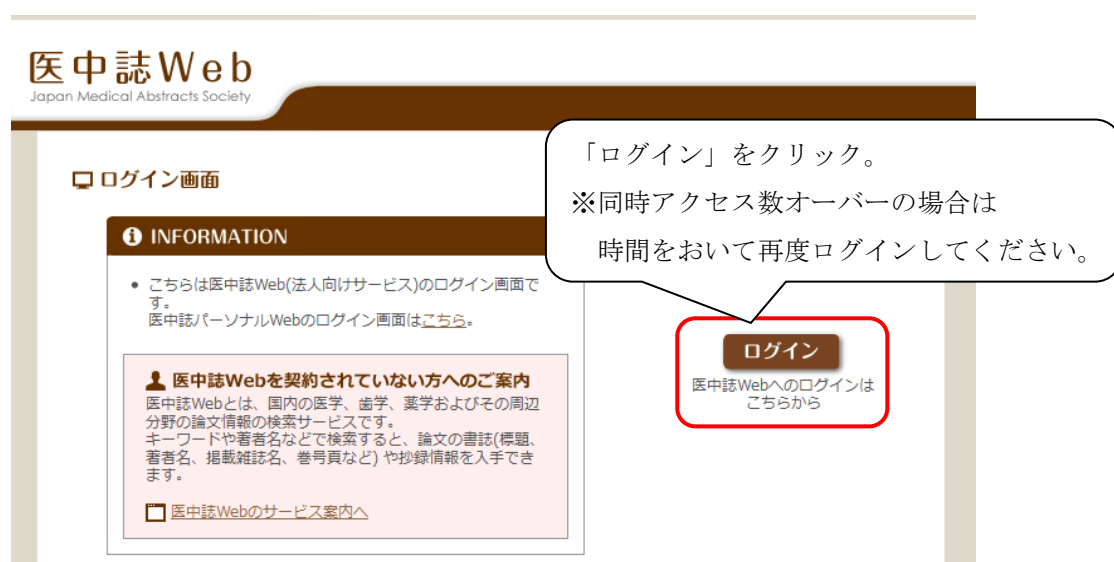 医中誌Web
Japan Medical Abstracts Society
「ログイン」をクリック。
※同時アクセス数オーバーの場合は
時間をおいて再度ログインしてください。
ログイン画面
INFORMATION
こちらは医中誌Web(法人向けサービス)のログイン画面で
す。
医中誌パーソナルWebのログイン画面はこちら。
医中誌Webを契約されていない方へのご案内
医中誌Webとは、国内の医学、歯学、薬学およびその周辺
分野の論文情報の検索サービスです。
キーワードや著者名などで検索すると、論文の書誌(標題、
著者名、掲載雑誌名、巻号頁など) や抄録情報を入手でき
ます。
医中誌Webのサービス案内へ
ログイン
医中誌Webへのログインは
こちらから